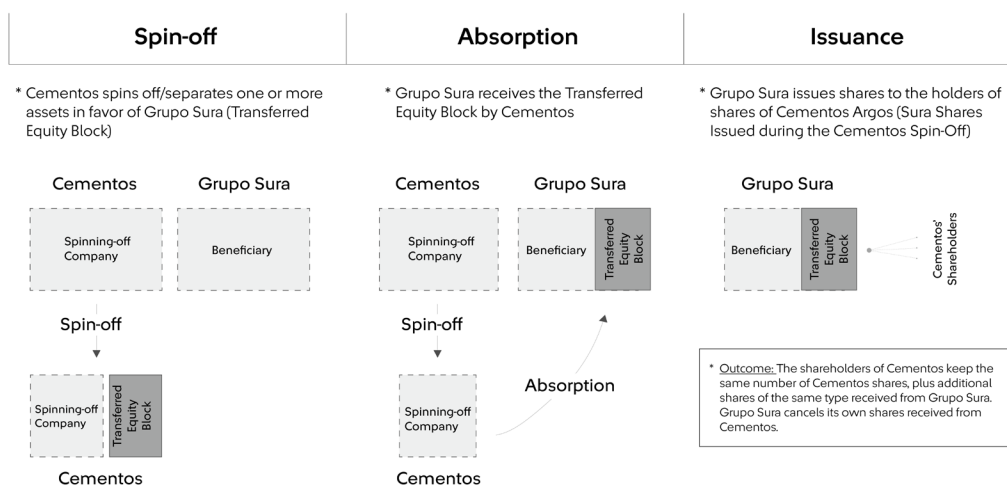 Spin-off
Absorption
Issuance
* Cementos spins off/separates one or more
assets in favor of Grupo Sura (Transferred
Equity Block)
* Grupo Sura receives the Transferred
Equity Block by Cementos
* Grupo Sura issues shares to the holders of
shares of Cementos Argos (Sura Shares
Issued during the Cementos Spin-Off)
Cementos
Grupo Sura
Spinning-off
Company
Beneficiary
Spin-off
Spinning-off
Company
Transferred
Equity
Block
Cementos
Cementos
Grupo Sura
Spinning-off
Company
Beneficiary
Transferred
Equity
Block
Spin-off
Absorption
Spinning-off
Company
Cementos
Grupo Sura
Beneficiary
Transferred
Equity
Block
Cementos'
Shareholders
* Outcome: The shareholders of Cementos keep the
same number of Cementos shares, plus additional
shares of the same type received from Grupo Sura.
Grupo Sura cancels its own shares received from
Cementos.